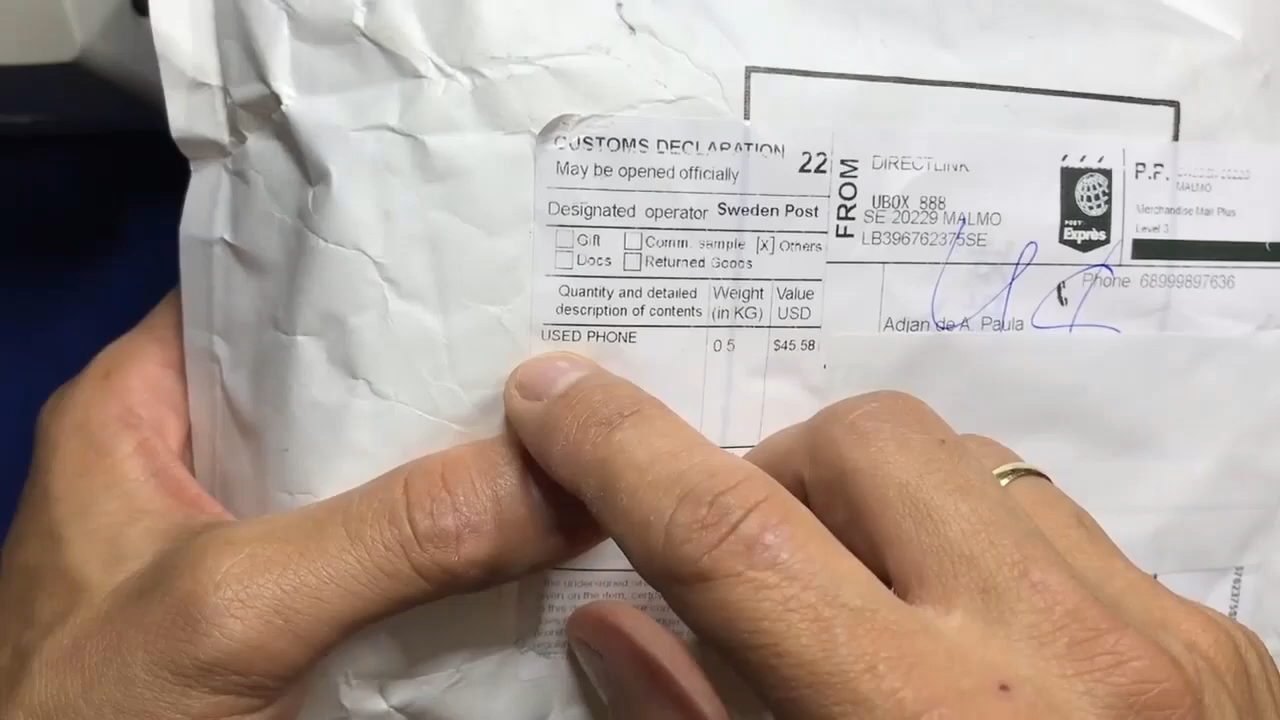 CUSTOMS DECLARATION 22
May be opened officially
Designated operator Sweden Post
Gift Comm. sample [X] Others
Docs Returned Goods
Quantity and detailed description of contents
Weight (in KG)
Value USD
USED PHONE 0.5 $45.58
FROM
DIRECTLINK
UBOX 888
SE 20229 MALMO
LB396762375SE
POST
Exprès
P.P.
MALMO
Merchandise Mail Plus
Level 3
Phone 68999897636
Adjan de A. Paula